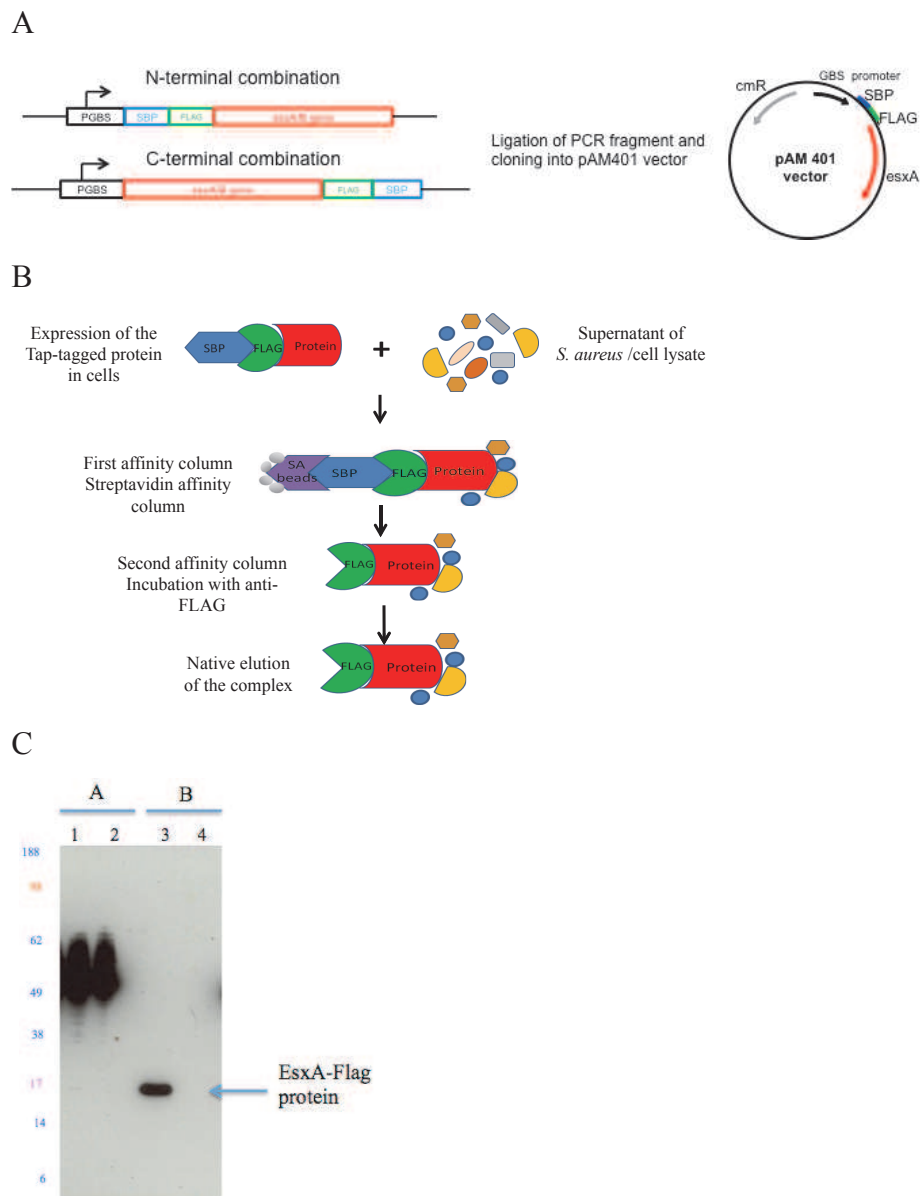 A
N-terminal combination
PGBS SBP FLAG
C-terminal combination
PGBS FLAG SBP
Ligation of PCR fragment and
cloning into pAM401 vector
GBS promoter
cmR
SBP
FLAG
pAM 401
vector
esxA
B
Expression of the
Tap-tagged protein
in cells
SBP FLAG Protein
+
Supernatant of
S. aureus /cell lysate
First affinity column
Streptavidin affinity
column
SA
beads SBP FLAG Protein
Second affinity column
Incubation with anti-
FLAG
FLAG Protein
Native elution
of the complex
FLAG Protein
C
A B
1 2 3 4
188
98
62
49
38
17
14
6
EsxA-Flag
protein